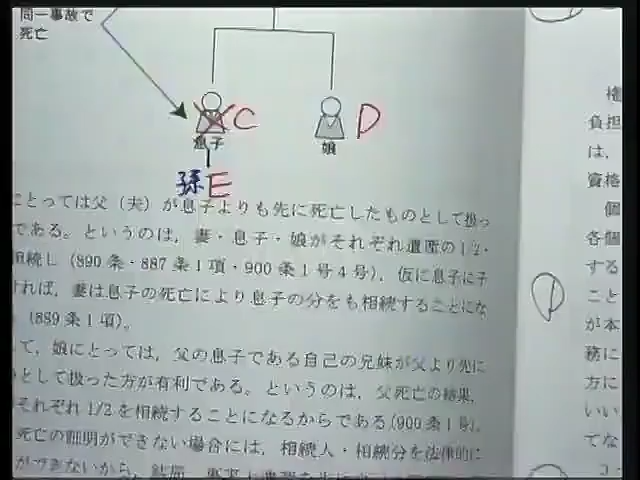 同一事故で
死亡
C
D
息子
娘
孫E
にとっては父（夫）が息子よりも先に死亡したものとして扱っ
である。というのは，妻・息子・娘がそれぞれ遺産の1/2・
相続し（890条・887条1項・900条1号4号），仮に息子に子
ければ，妻は息子の死亡により息子の分をも相続することにな
（889条1項）。
て，娘にとっては，父の息子である自己の兄妹が父より先に
として扱った方が有利である。というのは，父死亡の結果，
それぞれ1/2を相続することになるからである（900条1号）。
死亡の証明ができない場合には，相続人・相続分を法律的に
ができないから，結局，
権
負担
は，
資格
個
各個
する
こと
が本
務に
方に
いい
てな